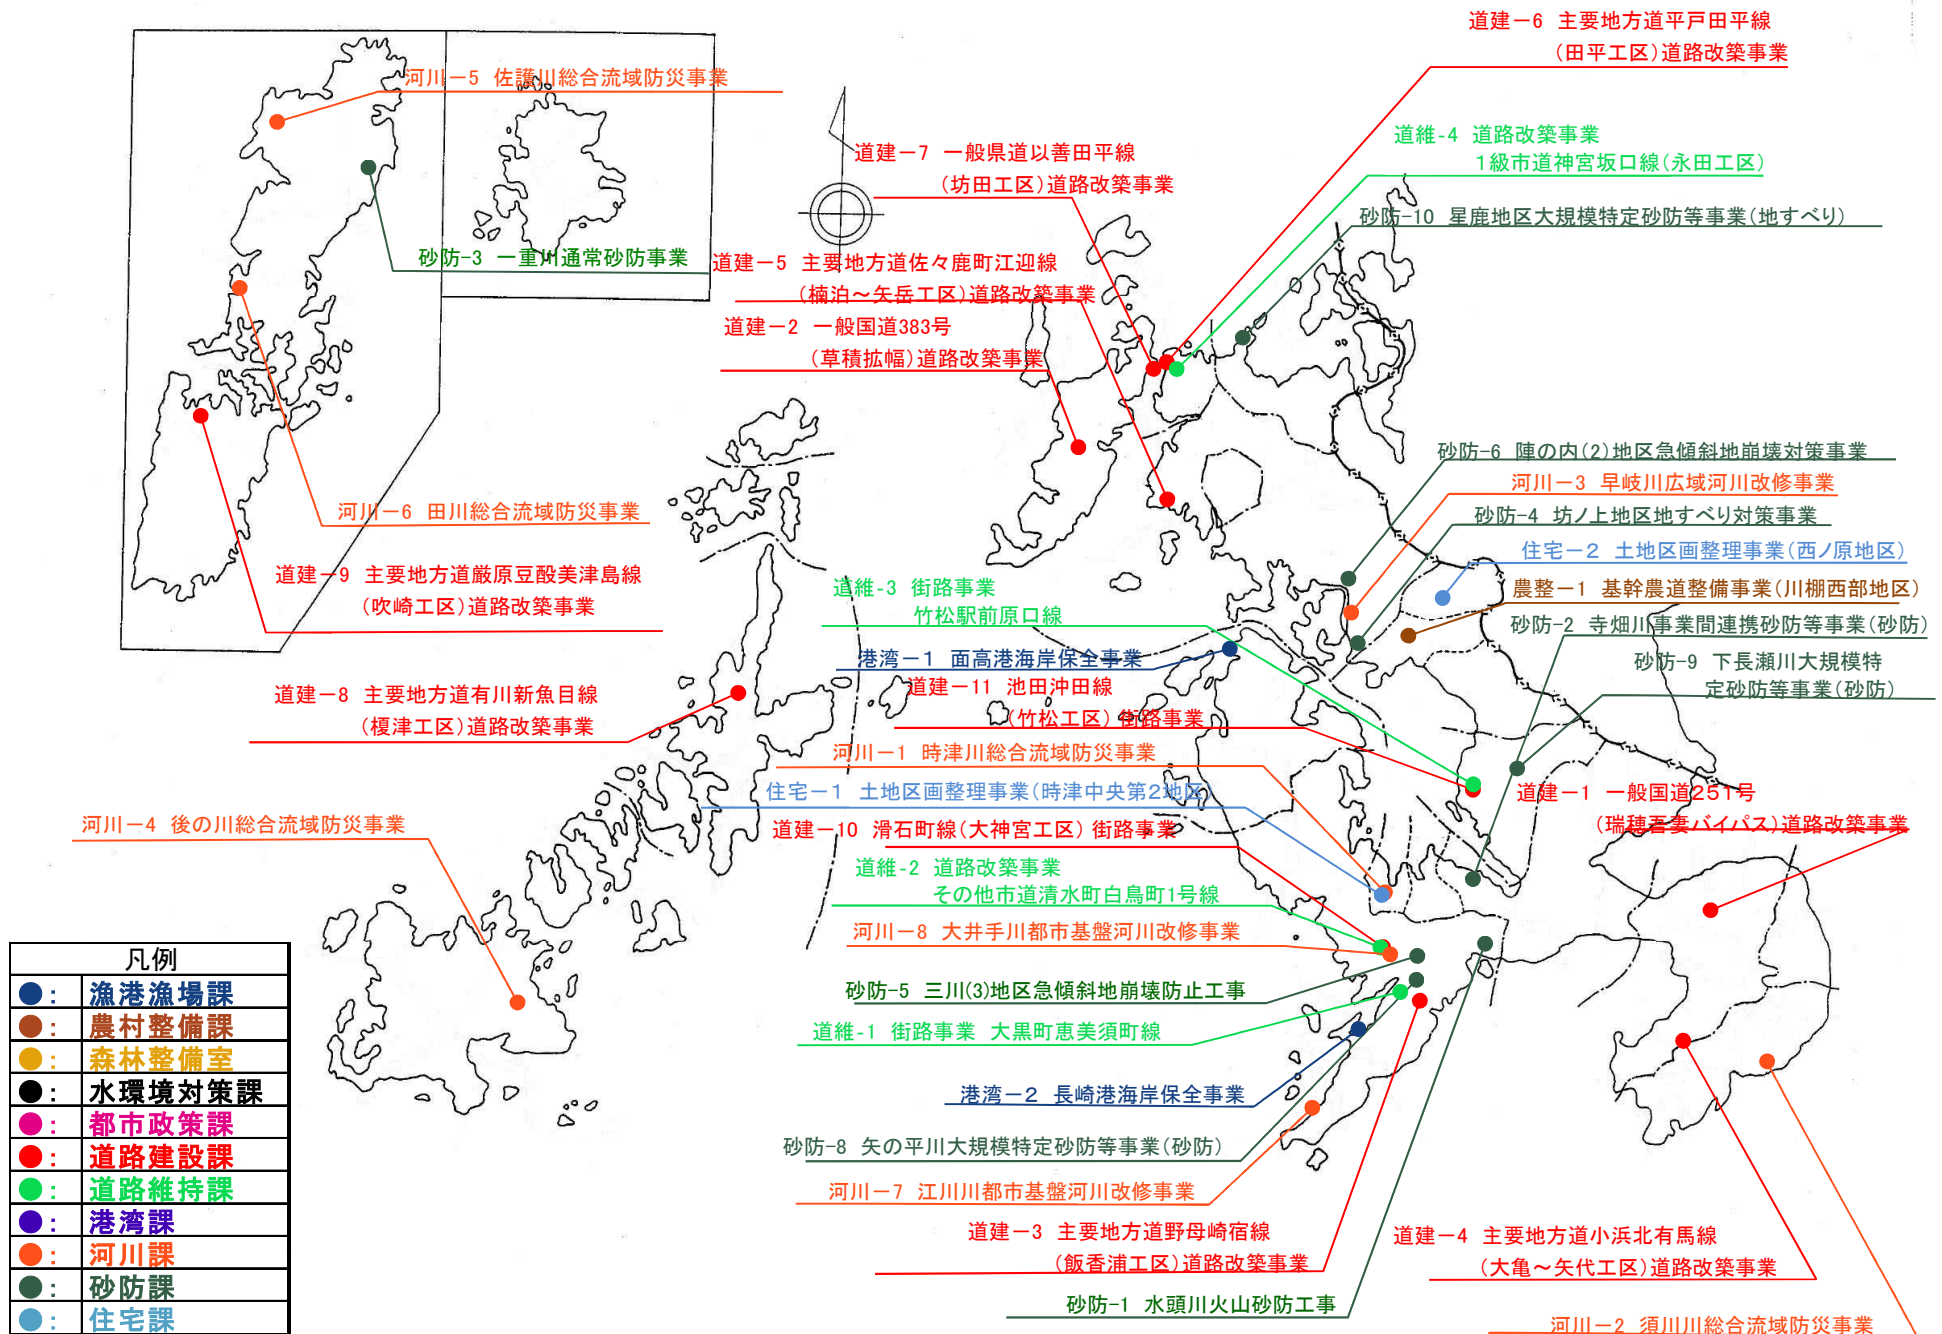 道建－6 主要地方道平戸田平線
(田平工区)道路改築事業
河川－5 佐護川総合流域防災事業
道維-4 道路改築事業
1級市道神宮坂口線(永田工区)
道建－7 一般県道以善田平線
(坊田工区)道路改築事業
砂防-10 星鹿地区大規模特定砂防等事業(地すべり)
砂防-3 一重川通常砂防事業
道建－5 主要地方道佐々鹿町江迎線
(楠泊～矢岳工区)道路改築事業
道建－2 一般国道383号
(草積拡幅)道路改築事業
砂防-6 陣の内(2)地区急傾斜地崩壊対策事業
河川－3 早岐川広域河川改修事業
河川－6 田川総合流域防災事業
砂防-4 坊ノ上地区地すべり対策事業
住宅－2 土地区画整理事業(西ノ原地区)
道建－9 主要地方道厳原豆酘美津島線
(吹崎工区)道路改築事業
道維-3 街路事業
竹松駅前原口線
農整－1 基幹農道整備事業(川棚西部地区)
砂防-2 寺畑川事業間連携砂防等事業(砂防)
港湾－1 面高港海岸保全事業
砂防-9 下長瀬川大規模特
定砂防等事業(砂防)
道建－8 主要地方道有川新魚目線
(榎津工区)道路改築事業
道建－11 池田沖田線
(竹松工区) 街路事業
河川－1 時津川総合流域防災事業
住宅－1 土地区画整理事業(時津中央第2地区)
道建－1 一般国道251号
(瑞穂吾妻バイパス)道路改築事業
河川－4 後の川総合流域防災事業
道建－10 滑石町線(大神宮工区) 街路事業
道維-2 道路改築事業
その他市道清水町白鳥町1号線
河川－8 大井手川都市基盤河川改修事業
砂防-5 三川(3)地区急傾斜地崩壊防止工事
道維-1 街路事業 大黒町恵美須町線
港湾－2 長崎港海岸保全事業
砂防-8 矢の平川大規模特定砂防等事業(砂防)
河川－7 江川川都市基盤河川改修事業
道建－3 主要地方道野母崎宿線
(飯香浦工区)道路改築事業
道建－4 主要地方道小浜北有馬線
(大亀～矢代工区)道路改築事業
砂防-1 水頭川火山砂防工事
河川－2 須川川総合流域防災事業
凡例
: 漁港漁場課
: 農村整備課
: 森林整備室
: 水環境対策課
: 都市政策課
: 道路建設課
: 道路維持課
: 港湾課
: 河川課
: 砂防課
: 住宅課